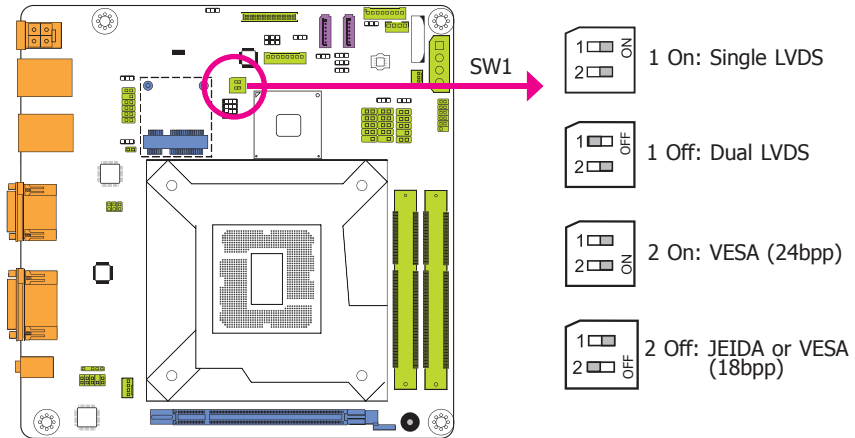 SW1
1
2
ON
1 On: Single LVDS
1
2
OFF
1 Off: Dual LVDS
1
2
ON
2 On: VESA (24bpp)
1
2
OFF
2 Off: JEIDA or VESA
(18bpp)